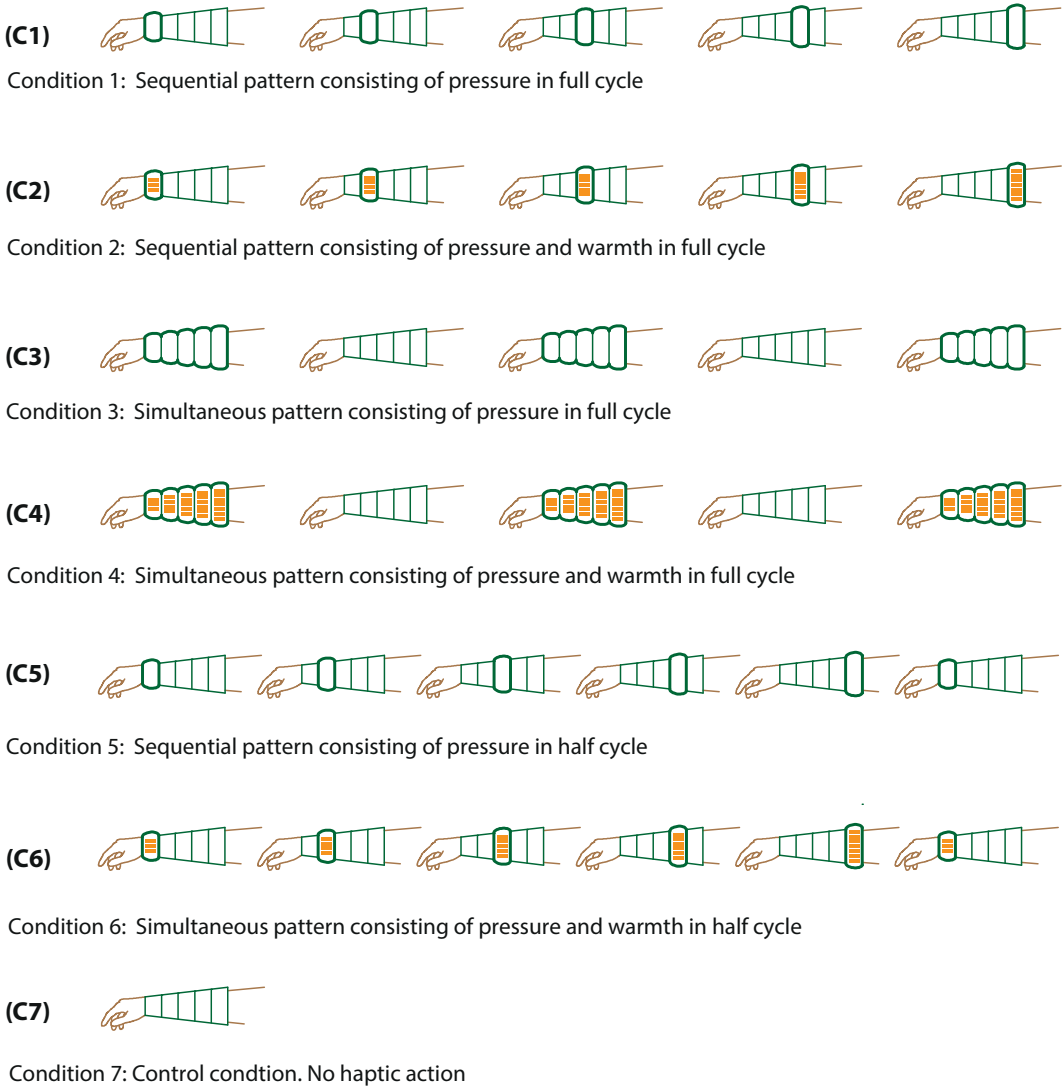 (C1)
Condition 1: Sequential pattern consisting of pressure in full cycle
(C2)
Condition 2: Sequential pattern consisting of pressure and warmth in full cycle
(C3)
Condition 3: Simultaneous pattern consisting of pressure in full cycle
(C4)
Condition 4: Simultaneous pattern consisting of pressure and warmth in full cycle
(C5)
Condition 5: Sequential pattern consisting of pressure in half cycle
(C6)
Condition 6: Simultaneous pattern consisting of pressure and warmth in half cycle
(C7)
Condition 7: Control condtion. No haptic action